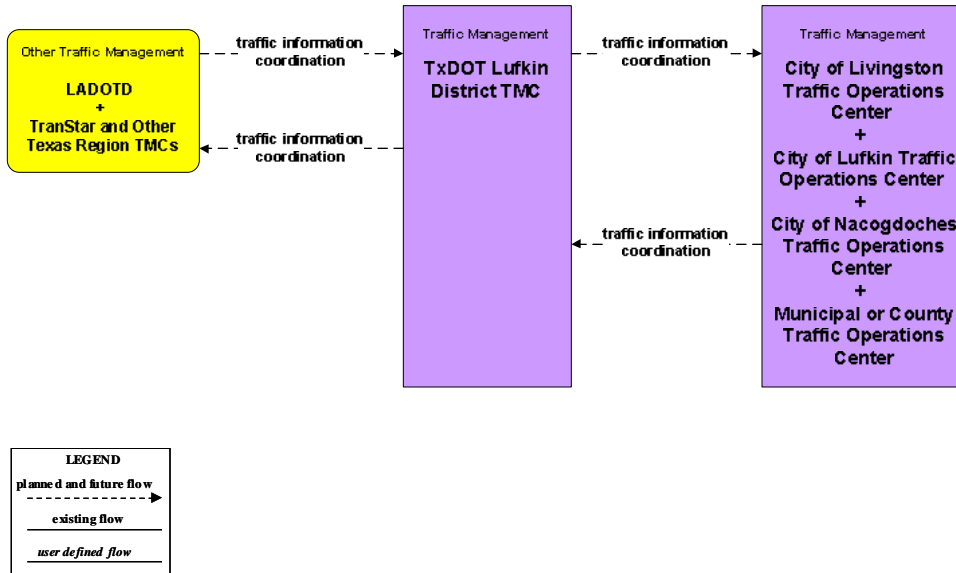 Other Traffic Management
LADOTD
+
TranStar and Other
Texas Region TMCs
traffic information
coordination
traffic information
coordination
Traffic Management
TxDOT Lufkin
District TMC
traffic information
coordination
traffic information
coordination
Traffic Management
City of Livingston
Traffic Operations
Center
+
City of Lufkin Traffic
Operations Center
+
City of Nacogdoches
Traffic Operations
Center
+
Municipal or County
Traffic Operations
Center
LEGEND
planned and future flow
existing flow
user defined flow